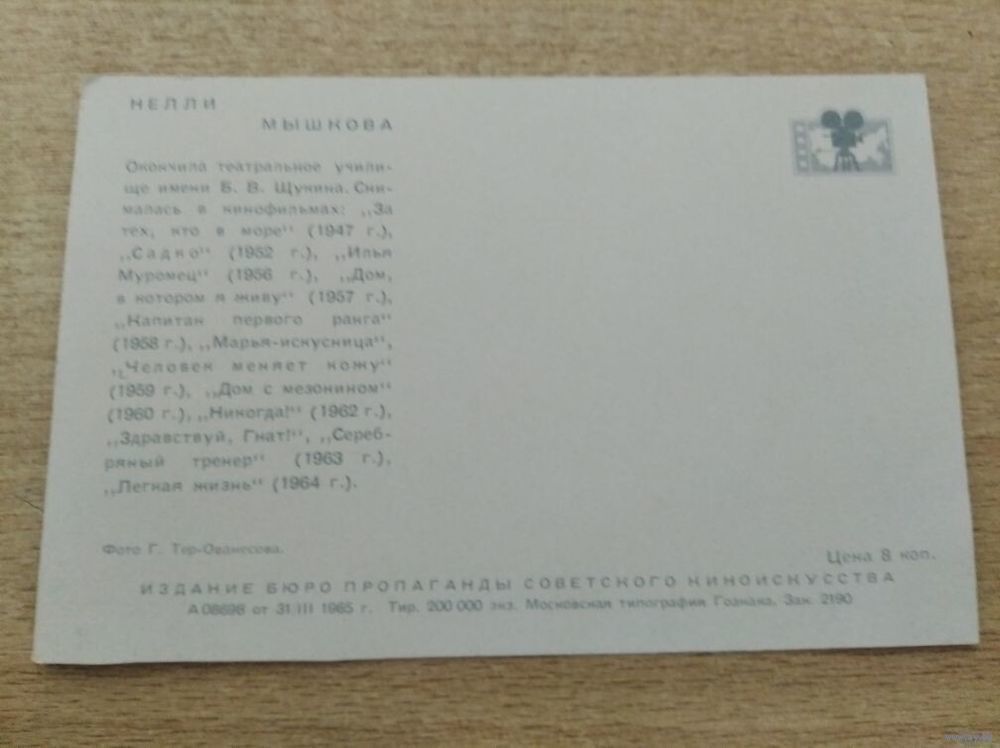 НЕЛЛИ
МЫШКОВА
Окончила театральное учили-
ще имени Б. В. Щукина. Сни-
малась в кинофильмах: ,,За
тех, кто в море" (1947 г.),
,,Садко" (1952 г.), ,,Илья
Муромец" (1956 г.), ,,Дом,
в котором я живу" (1957 г.),
,,Капитан первого ранга"
(1958 г.), ,,Марья-искусница",
,,Человек меняет кожу"
(1959 г.), ,,Дом с мезонином"
(1960 г.), ,,Никогда!" (1962 г.),
,,Здравствуй, Гнат!", ,,Сереб-
ряный тренер" (1963 г.),
,,Легкая жизнь" (1964 г.).
Фото Г. Тер-Ованесова.
Цена 8 коп.
ИЗДАНИЕ БЮРО ПРОПАГАНДЫ СОВЕТСКОГО КИНОИСКУССТВА
А 08698 от 31 III 1965 г. Тир. 200 000 экз. Московская типография Гознака. Зак. 2190